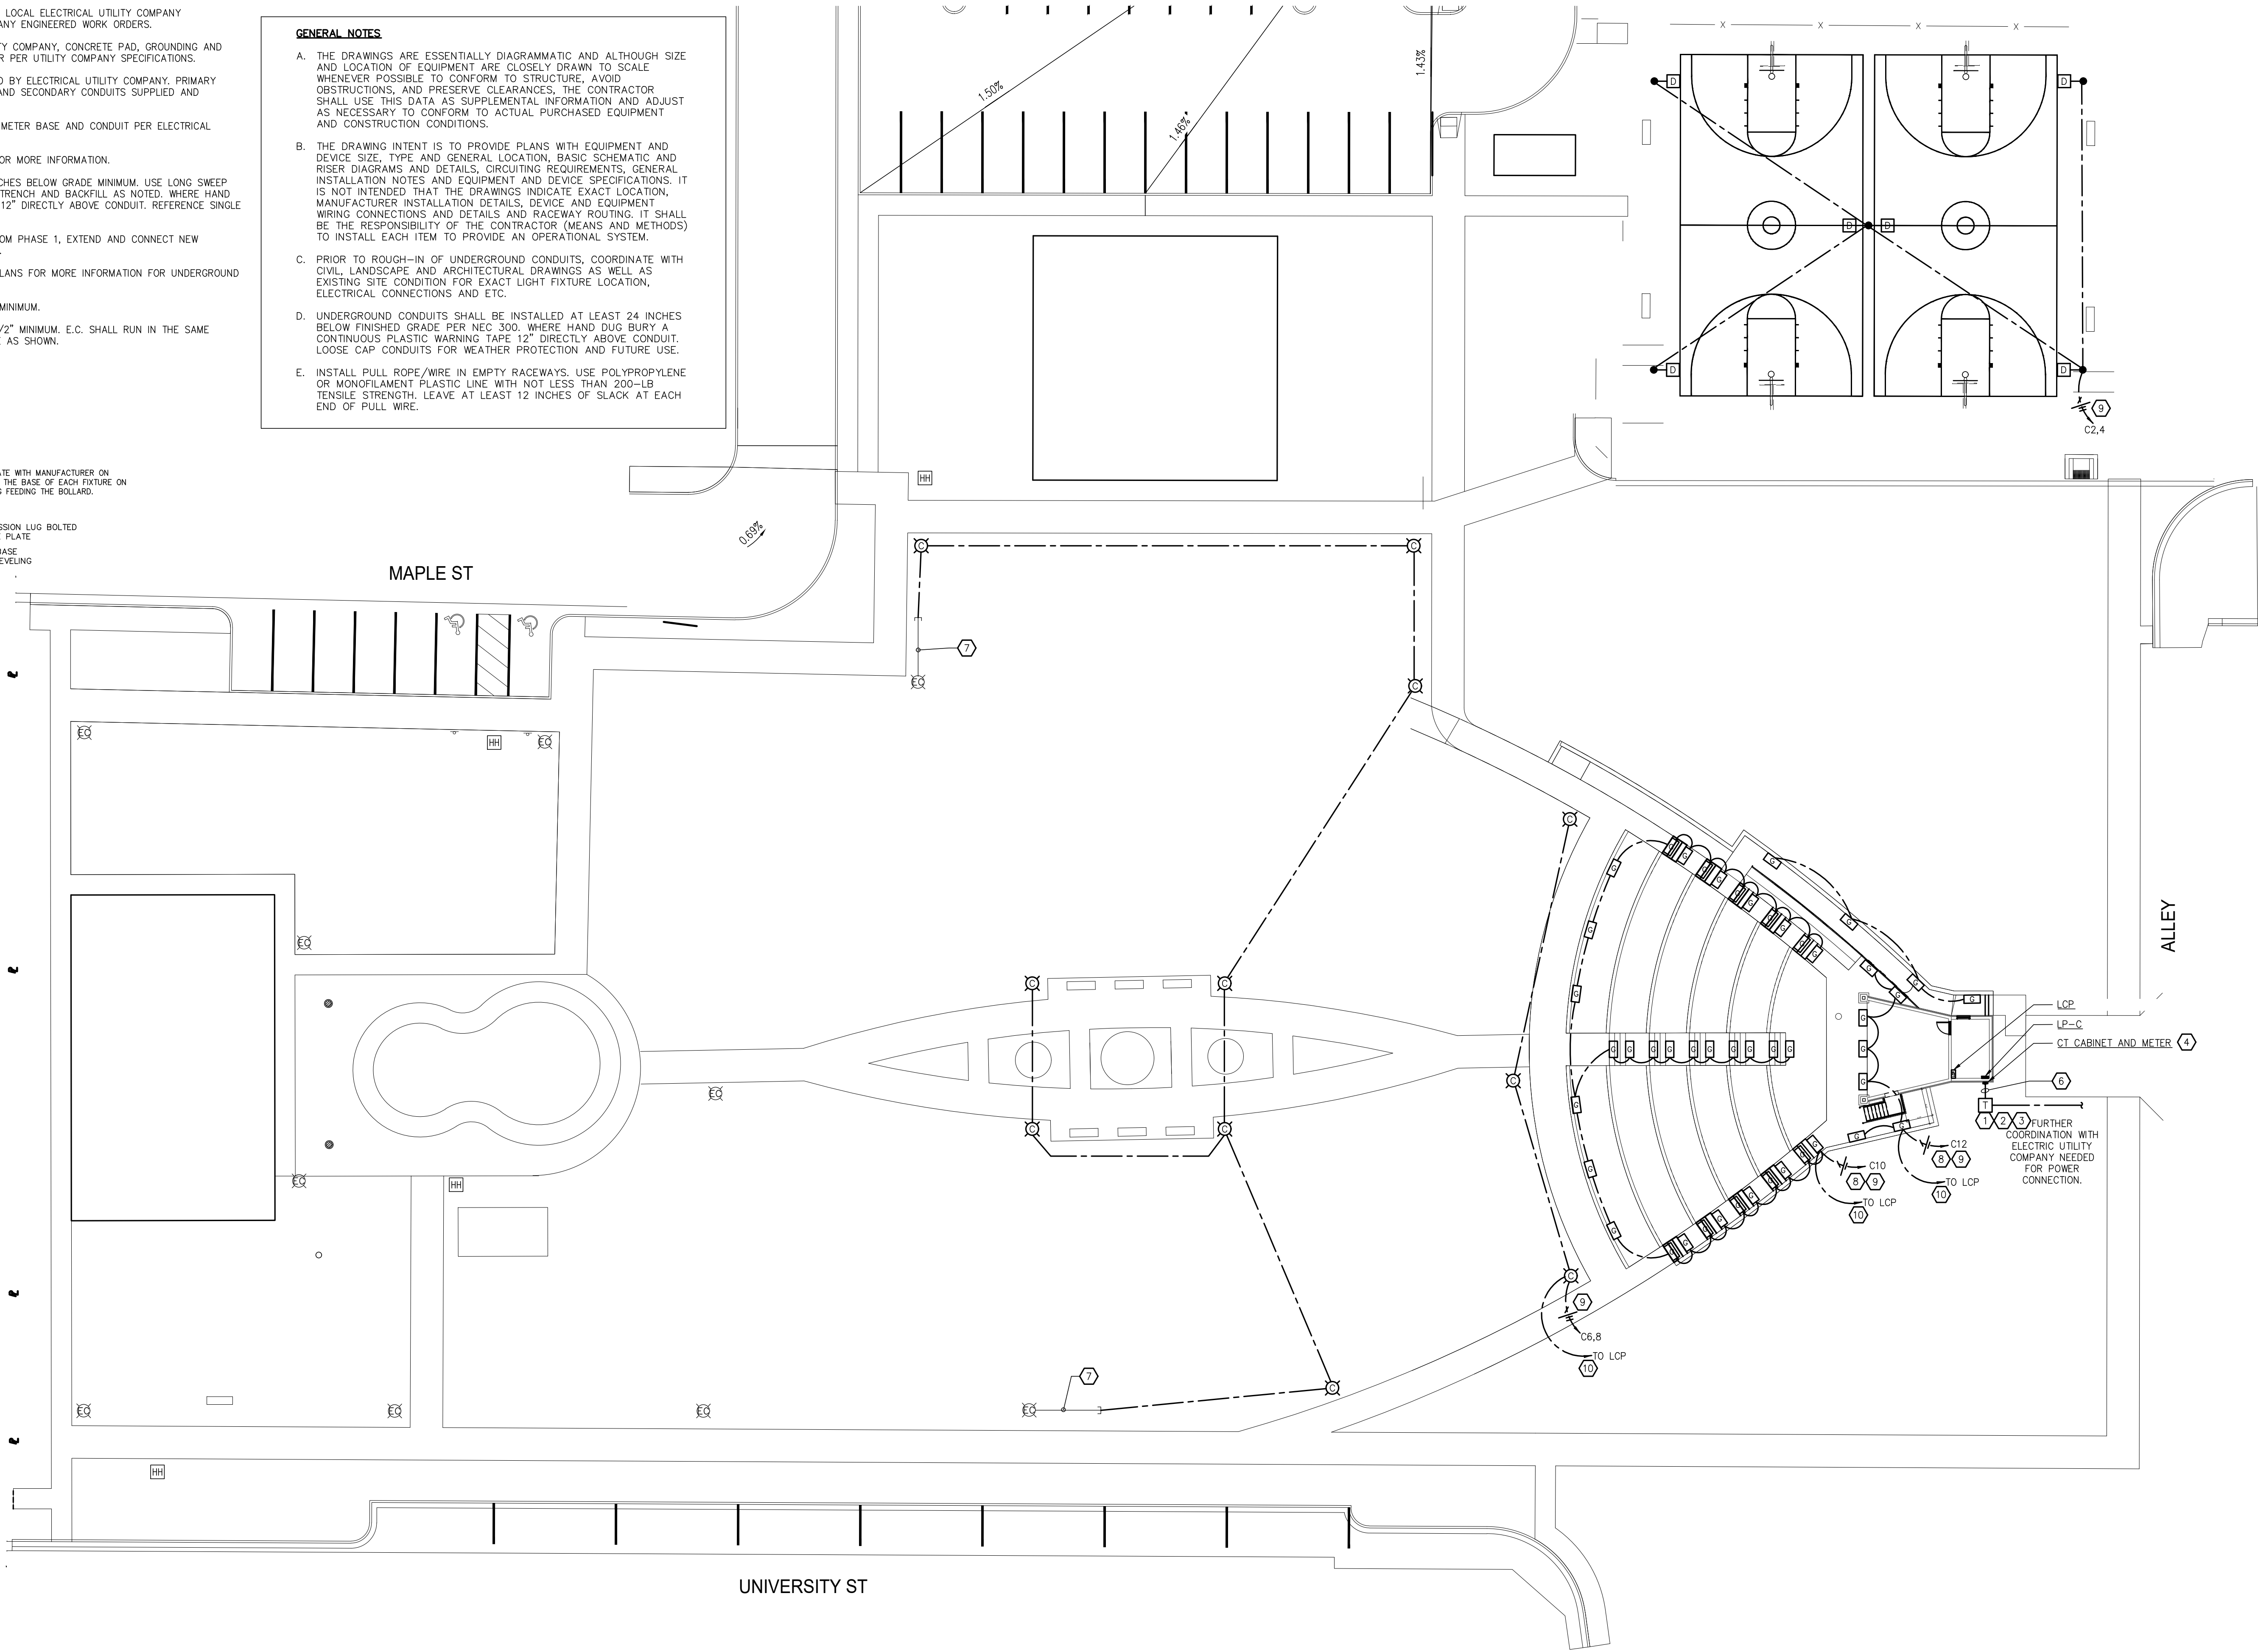 LOCAL ELECTRICAL UTILITY COMPANY
ANY ENGINEERED WORK ORDERS.
TY COMPANY, CONCRETE PAD, GROUNDING AND
R PER UTILITY COMPANY SPECIFICATIONS.
D BY ELECTRICAL UTILITY COMPANY. PRIMARY
AND SECONDARY CONDUITS SUPPLIED AND
METER BASE AND CONDUIT PER ELECTRICAL
OR MORE INFORMATION.
CHES BELOW GRADE MINIMUM. USE LONG SWEEP
TRENCH AND BACKFILL AS NOTED. WHERE HAND
12" DIRECTLY ABOVE CONDUIT. REFERENCE SINGLE
OM PHASE 1, EXTEND AND CONNECT NEW
LANS FOR MORE INFORMATION FOR UNDERGROUND
MINIMUM.
/2" MINIMUM. E.C. SHALL RUN IN THE SAME
E AS SHOWN.
ATE WITH MANUFACTURER ON
THE BASE OF EACH FIXTURE ON
G FEEDING THE BOLLARD.
SSION LUG BOLTED
E PLATE
BASE
EVELING
GENERAL NOTES
A. THE DRAWINGS ARE ESSENTIALLY DIAGRAMMATIC AND ALTHOUGH SIZE
AND LOCATION OF EQUIPMENT ARE CLOSELY DRAWN TO SCALE
WHENEVER POSSIBLE TO CONFORM TO STRUCTURE, AVOID
OBSTRUCTIONS, AND PRESERVE CLEARANCES, THE CONTRACTOR
SHALL USE THIS DATA AS SUPPLEMENTAL INFORMATION AND ADJUST
AS NECESSARY TO CONFORM TO ACTUAL PURCHASED EQUIPMENT
AND CONSTRUCTION CONDITIONS.
B. THE DRAWING INTENT IS TO PROVIDE PLANS WITH EQUIPMENT AND
DEVICE SIZE, TYPE AND GENERAL LOCATION, BASIC SCHEMATIC AND
RISER DIAGRAMS AND DETAILS, CIRCUITING REQUIREMENTS, GENERAL
INSTALLATION NOTES AND EQUIPMENT AND DEVICE SPECIFICATIONS. IT
IS NOT INTENDED THAT THE DRAWINGS INDICATE EXACT LOCATION,
MANUFACTURER INSTALLATION DETAILS, DEVICE AND EQUIPMENT
WIRING CONNECTIONS AND DETAILS AND RACEWAY ROUTING. IT SHALL
BE THE RESPONSIBILITY OF THE CONTRACTOR (MEANS AND METHODS)
TO INSTALL EACH ITEM TO PROVIDE AN OPERATIONAL SYSTEM.
C. PRIOR TO ROUGH-IN OF UNDERGROUND CONDUITS, COORDINATE WITH
CIVIL, LANDSCAPE AND ARCHITECTURAL DRAWINGS AS WELL AS
EXISTING SITE CONDITION FOR EXACT LIGHT FIXTURE LOCATION,
ELECTRICAL CONNECTIONS AND ETC.
D. UNDERGROUND CONDUITS SHALL BE INSTALLED AT LEAST 24 INCHES
BELOW FINISHED GRADE PER NEC 300. WHERE HAND DUG BURY A
CONTINUOUS PLASTIC WARNING TAPE 12" DIRECTLY ABOVE CONDUIT.
LOOSE CAP CONDUITS FOR WEATHER PROTECTION AND FUTURE USE.
E. INSTALL PULL ROPE/WIRE IN EMPTY RACEWAYS. USE POLYPROPYLENE
OR MONOFILAMENT PLASTIC LINE WITH NOT LESS THAN 200-LB
TENSILE STRENGTH. LEAVE AT LEAST 12 INCHES OF SLACK AT EACH
END OF PULL WIRE.
1.50%
1.46%
1.43%
X X X X
D D
D D
D D
9
C2,4
HH
0.69%
MAPLE ST
C C
7
EC C
EC HH EC
C
EC
ALLEY
C C
LCP
LP-C
CT CABINET AND METER 4
6
T
1 2 3 FURTHER
COORDINATION WITH
ELECTRIC UTILITY
COMPANY NEEDED
FOR POWER
CONNECTION.
EC
C
C C
C12
8 9
C10
8 9
TO LCP
10
TO LCP
10
EC HH
C
9
C6,8
TO LCP
10
7
C
EC EC EC EC
HH
UNIVERSITY ST